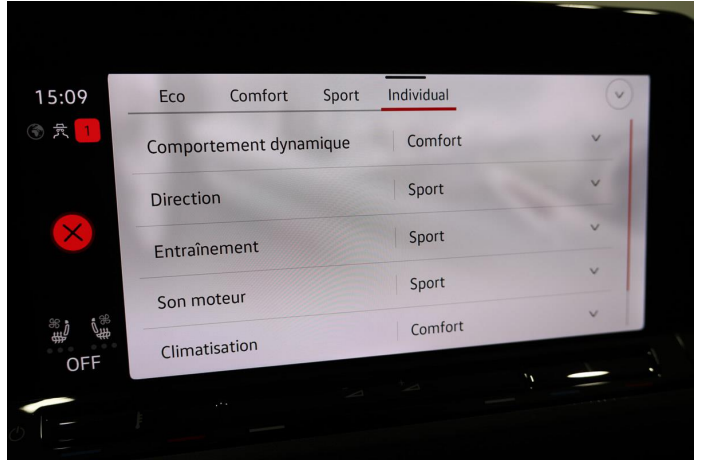 15:09
1
Eco Comfort Sport Individual
Comportement dynamique Comfort
Direction Sport
Entraînement Sport
Son moteur Sport
Climatisation Comfort
OFF